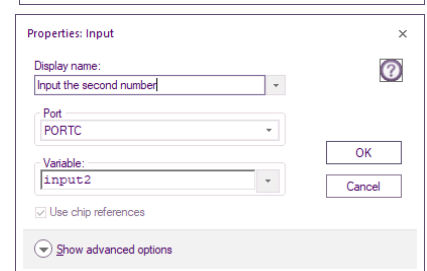 Properties: Input
×
Display name:
?
Input the second number
Port
PORTC
OK
Variable:
input2
Cancel
Use chip references
Show advanced options